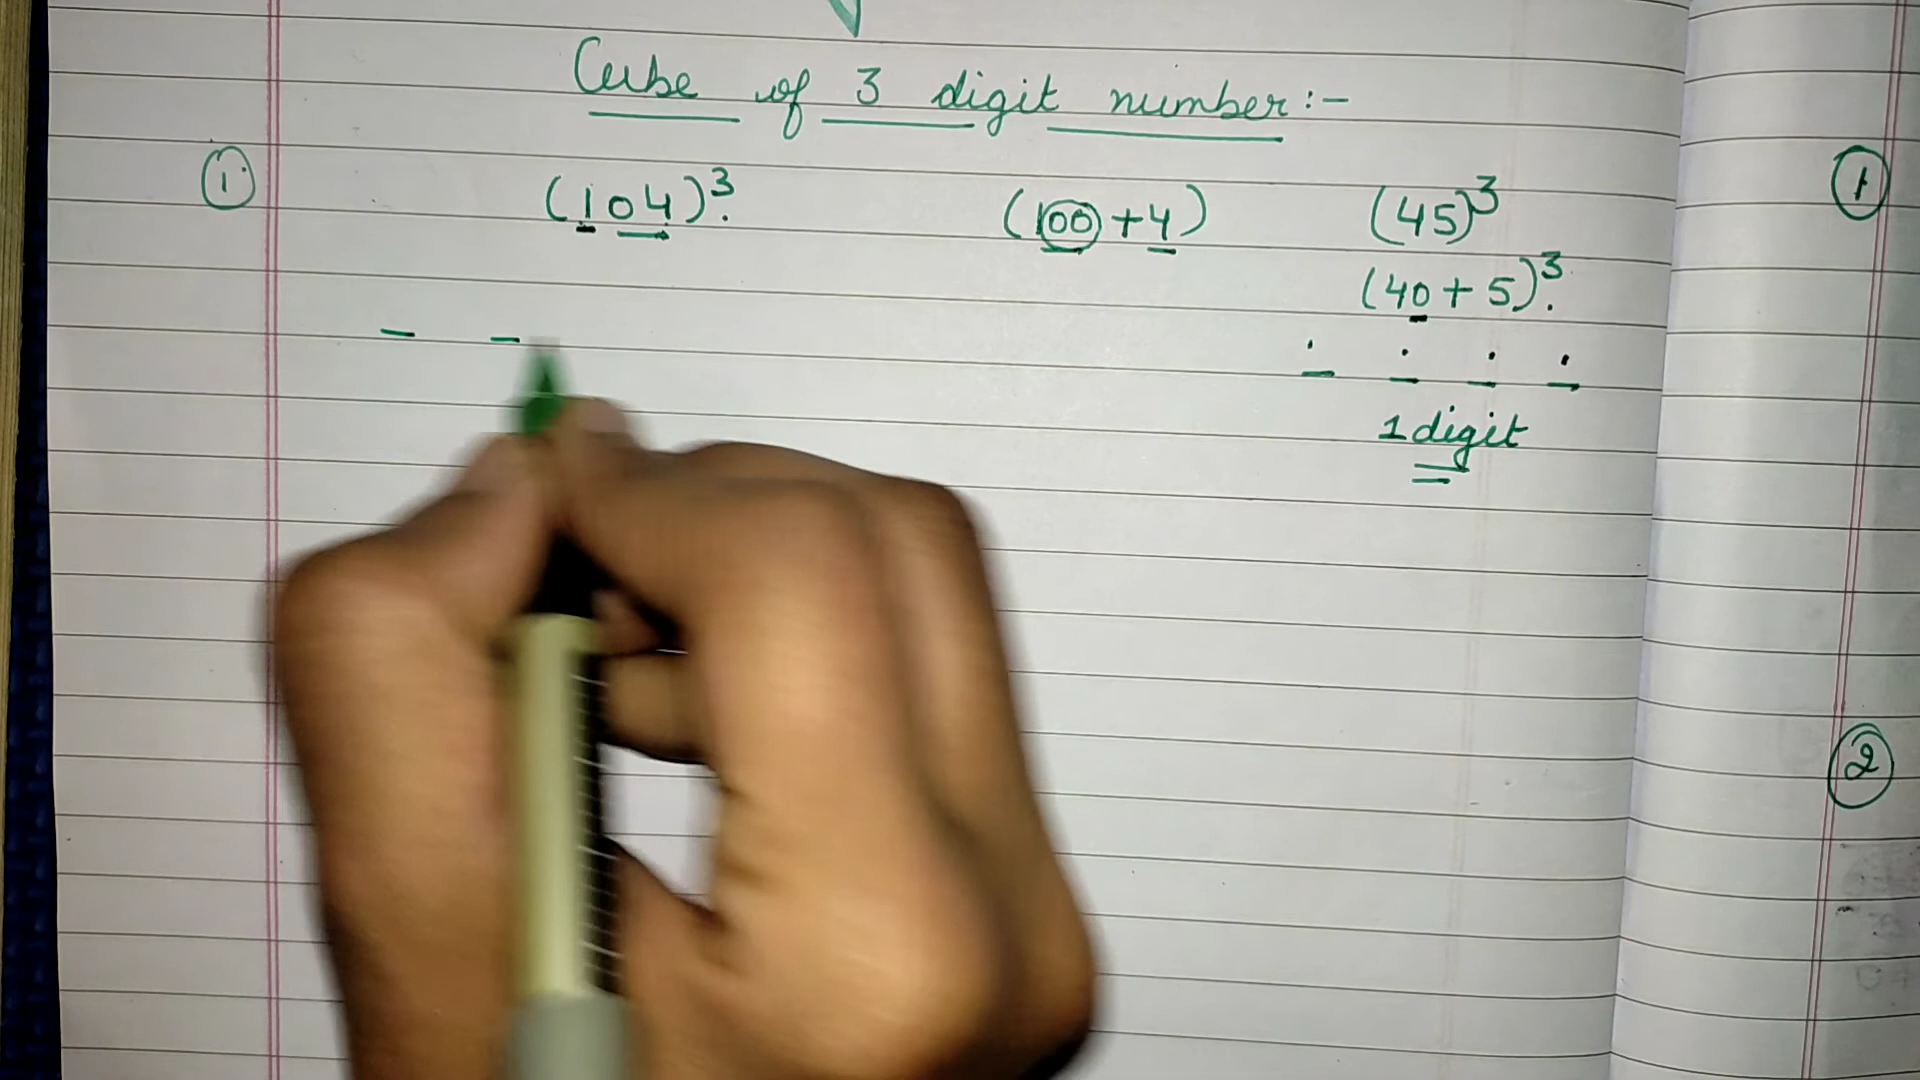 Cube of 3 digit number:-
1 (104)³. (100+4) (45)³ 1
(40+5)³.
1 digit
2